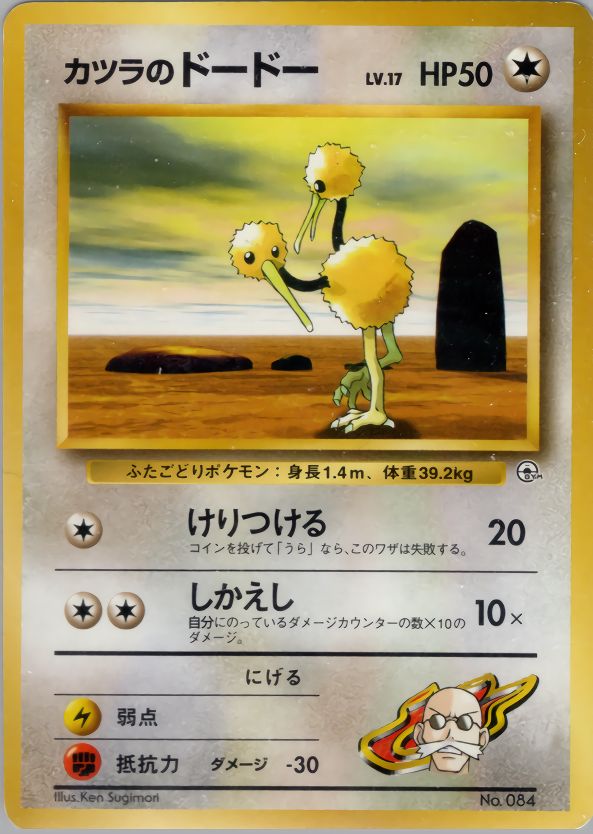 カツラのドードー LV.17 HP50
ふたごどりポケモン：身長1.4m、体重39.2kg
GYM
けりつける 20
コインを投げて「うら」なら、このワザは失敗する。
しかえし 10×
自分にのっているダメージカウンターの数×10の
ダメージ。
にげる
弱点
抵抗力 ダメージ -30
Illus. Ken Sugimori No. 084